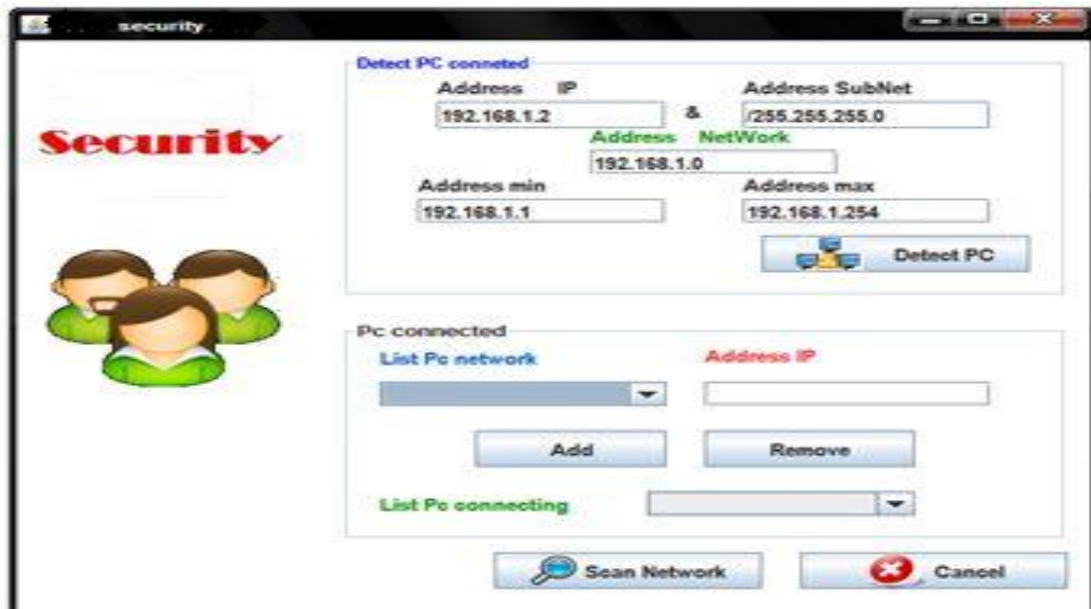 security
Security
Detect PC conneted
Address IP
Address SubNet
192.168.1.2
&
/255.255.255.0
Address NetWork
192.168.1.0
Address min
Address max
192.168.1.1
192.168.1.254
Detect PC
Pc connected
List Pc network
Address IP
Add
Remove
List Pc connecting
Scan Network
Cancel